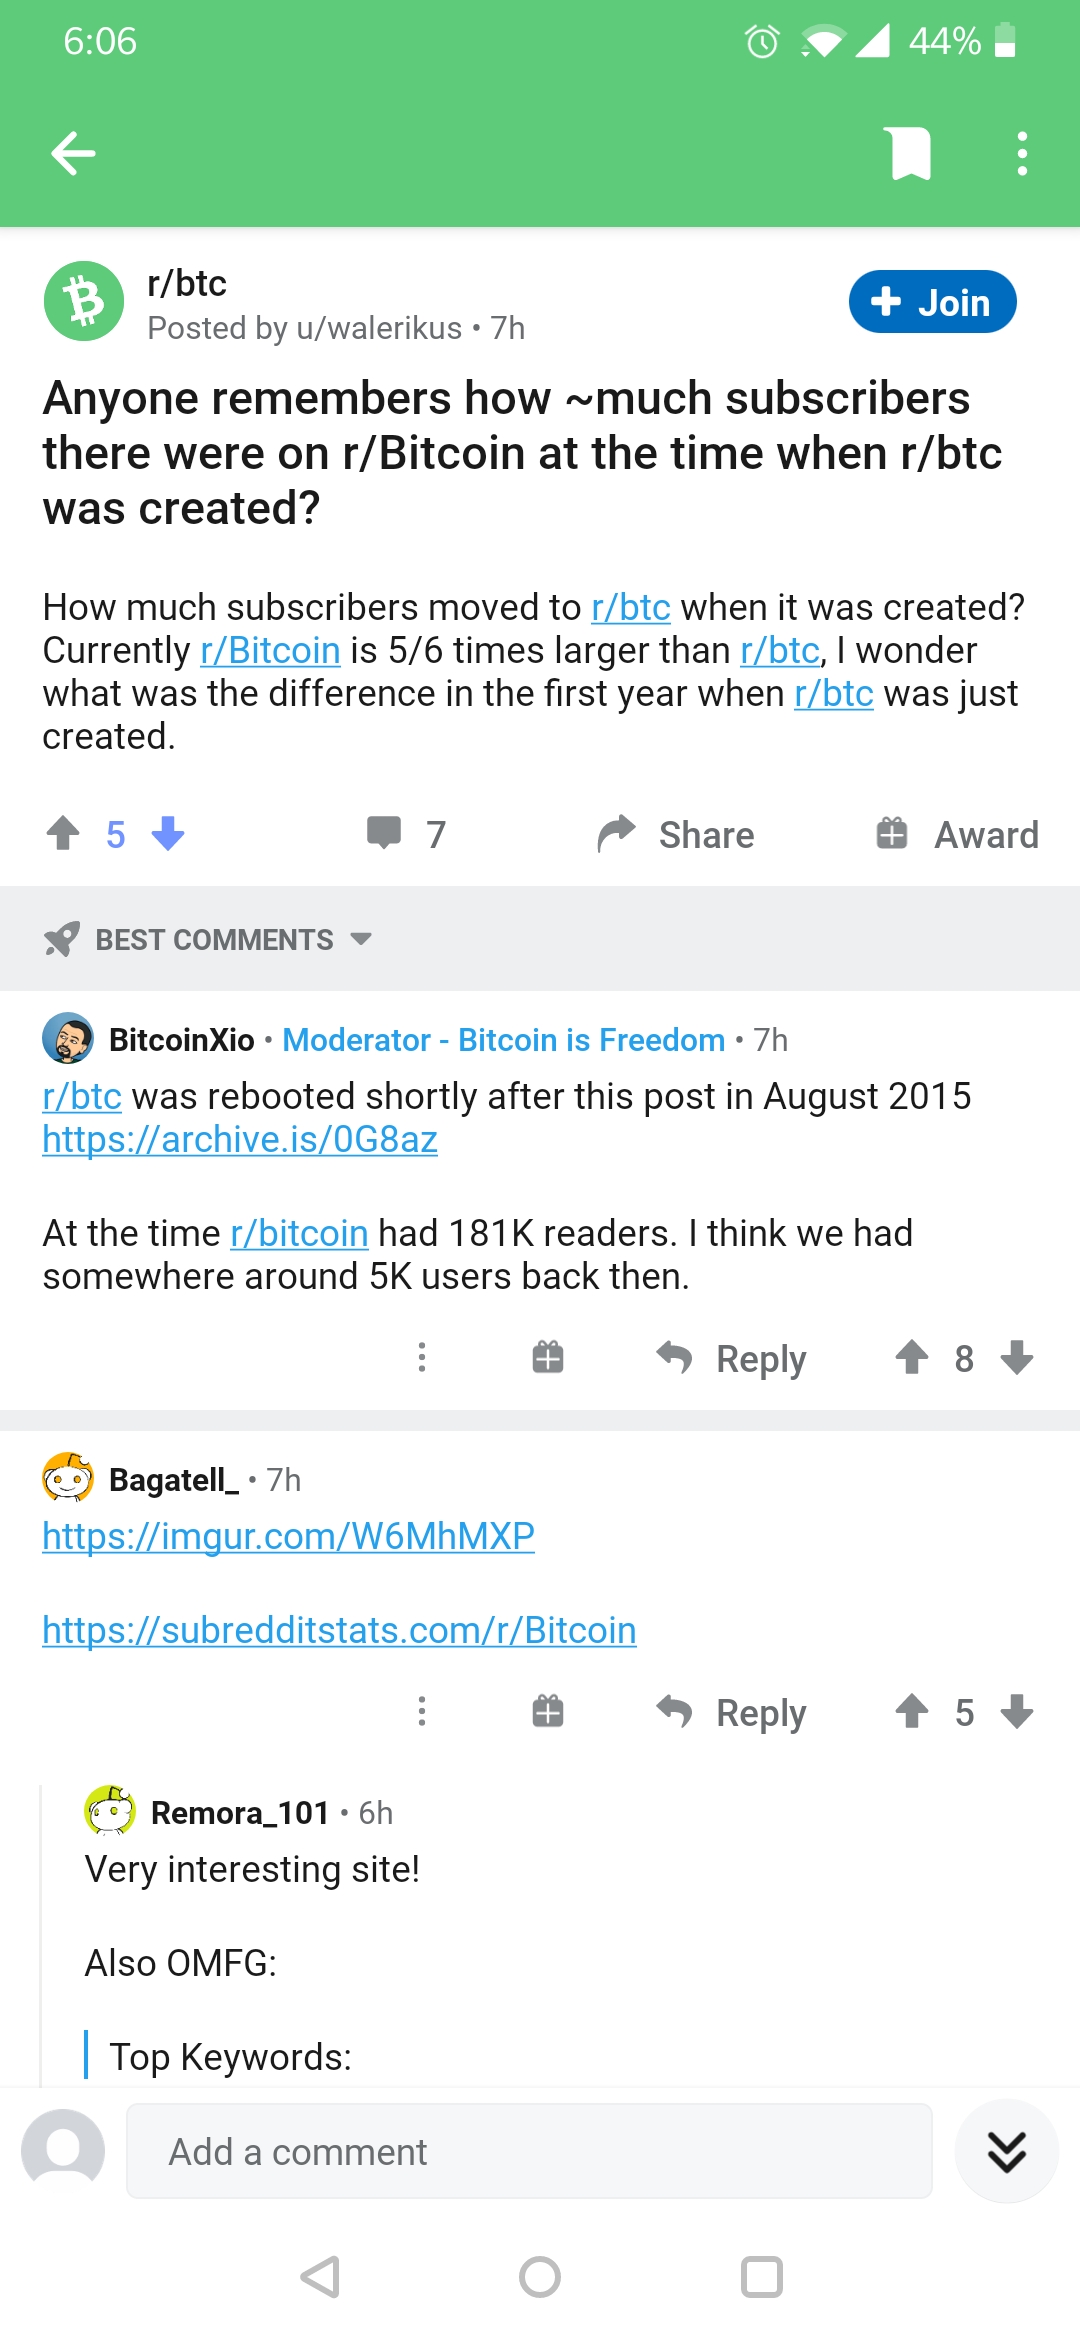 6:06
44%
r/btc
Posted by u/walerikus • 7h
+ Join
Anyone remembers how ~much subscribers
there were on r/Bitcoin at the time when r/btc
was created?
How much subscribers moved to r/btc when it was created?
Currently r/Bitcoin is 5/6 times larger than r/btc, I wonder
what was the difference in the first year when r/btc was just
created.
5
7
Share
Award
BEST COMMENTS
BitcoinXio • Moderator - Bitcoin is Freedom • 7h
r/btc was rebooted shortly after this post in August 2015
https://archive.is/0G8az
At the time r/bitcoin had 181K readers. I think we had
somewhere around 5K users back then.
Reply
8
Bagatell_ • 7h
https://imgur.com/W6MhMXP
https://subredditstats.com/r/Bitcoin
Reply
5
Remora_101 • 6h
Very interesting site!
Also OMFG:
Top Keywords:
Add a comment